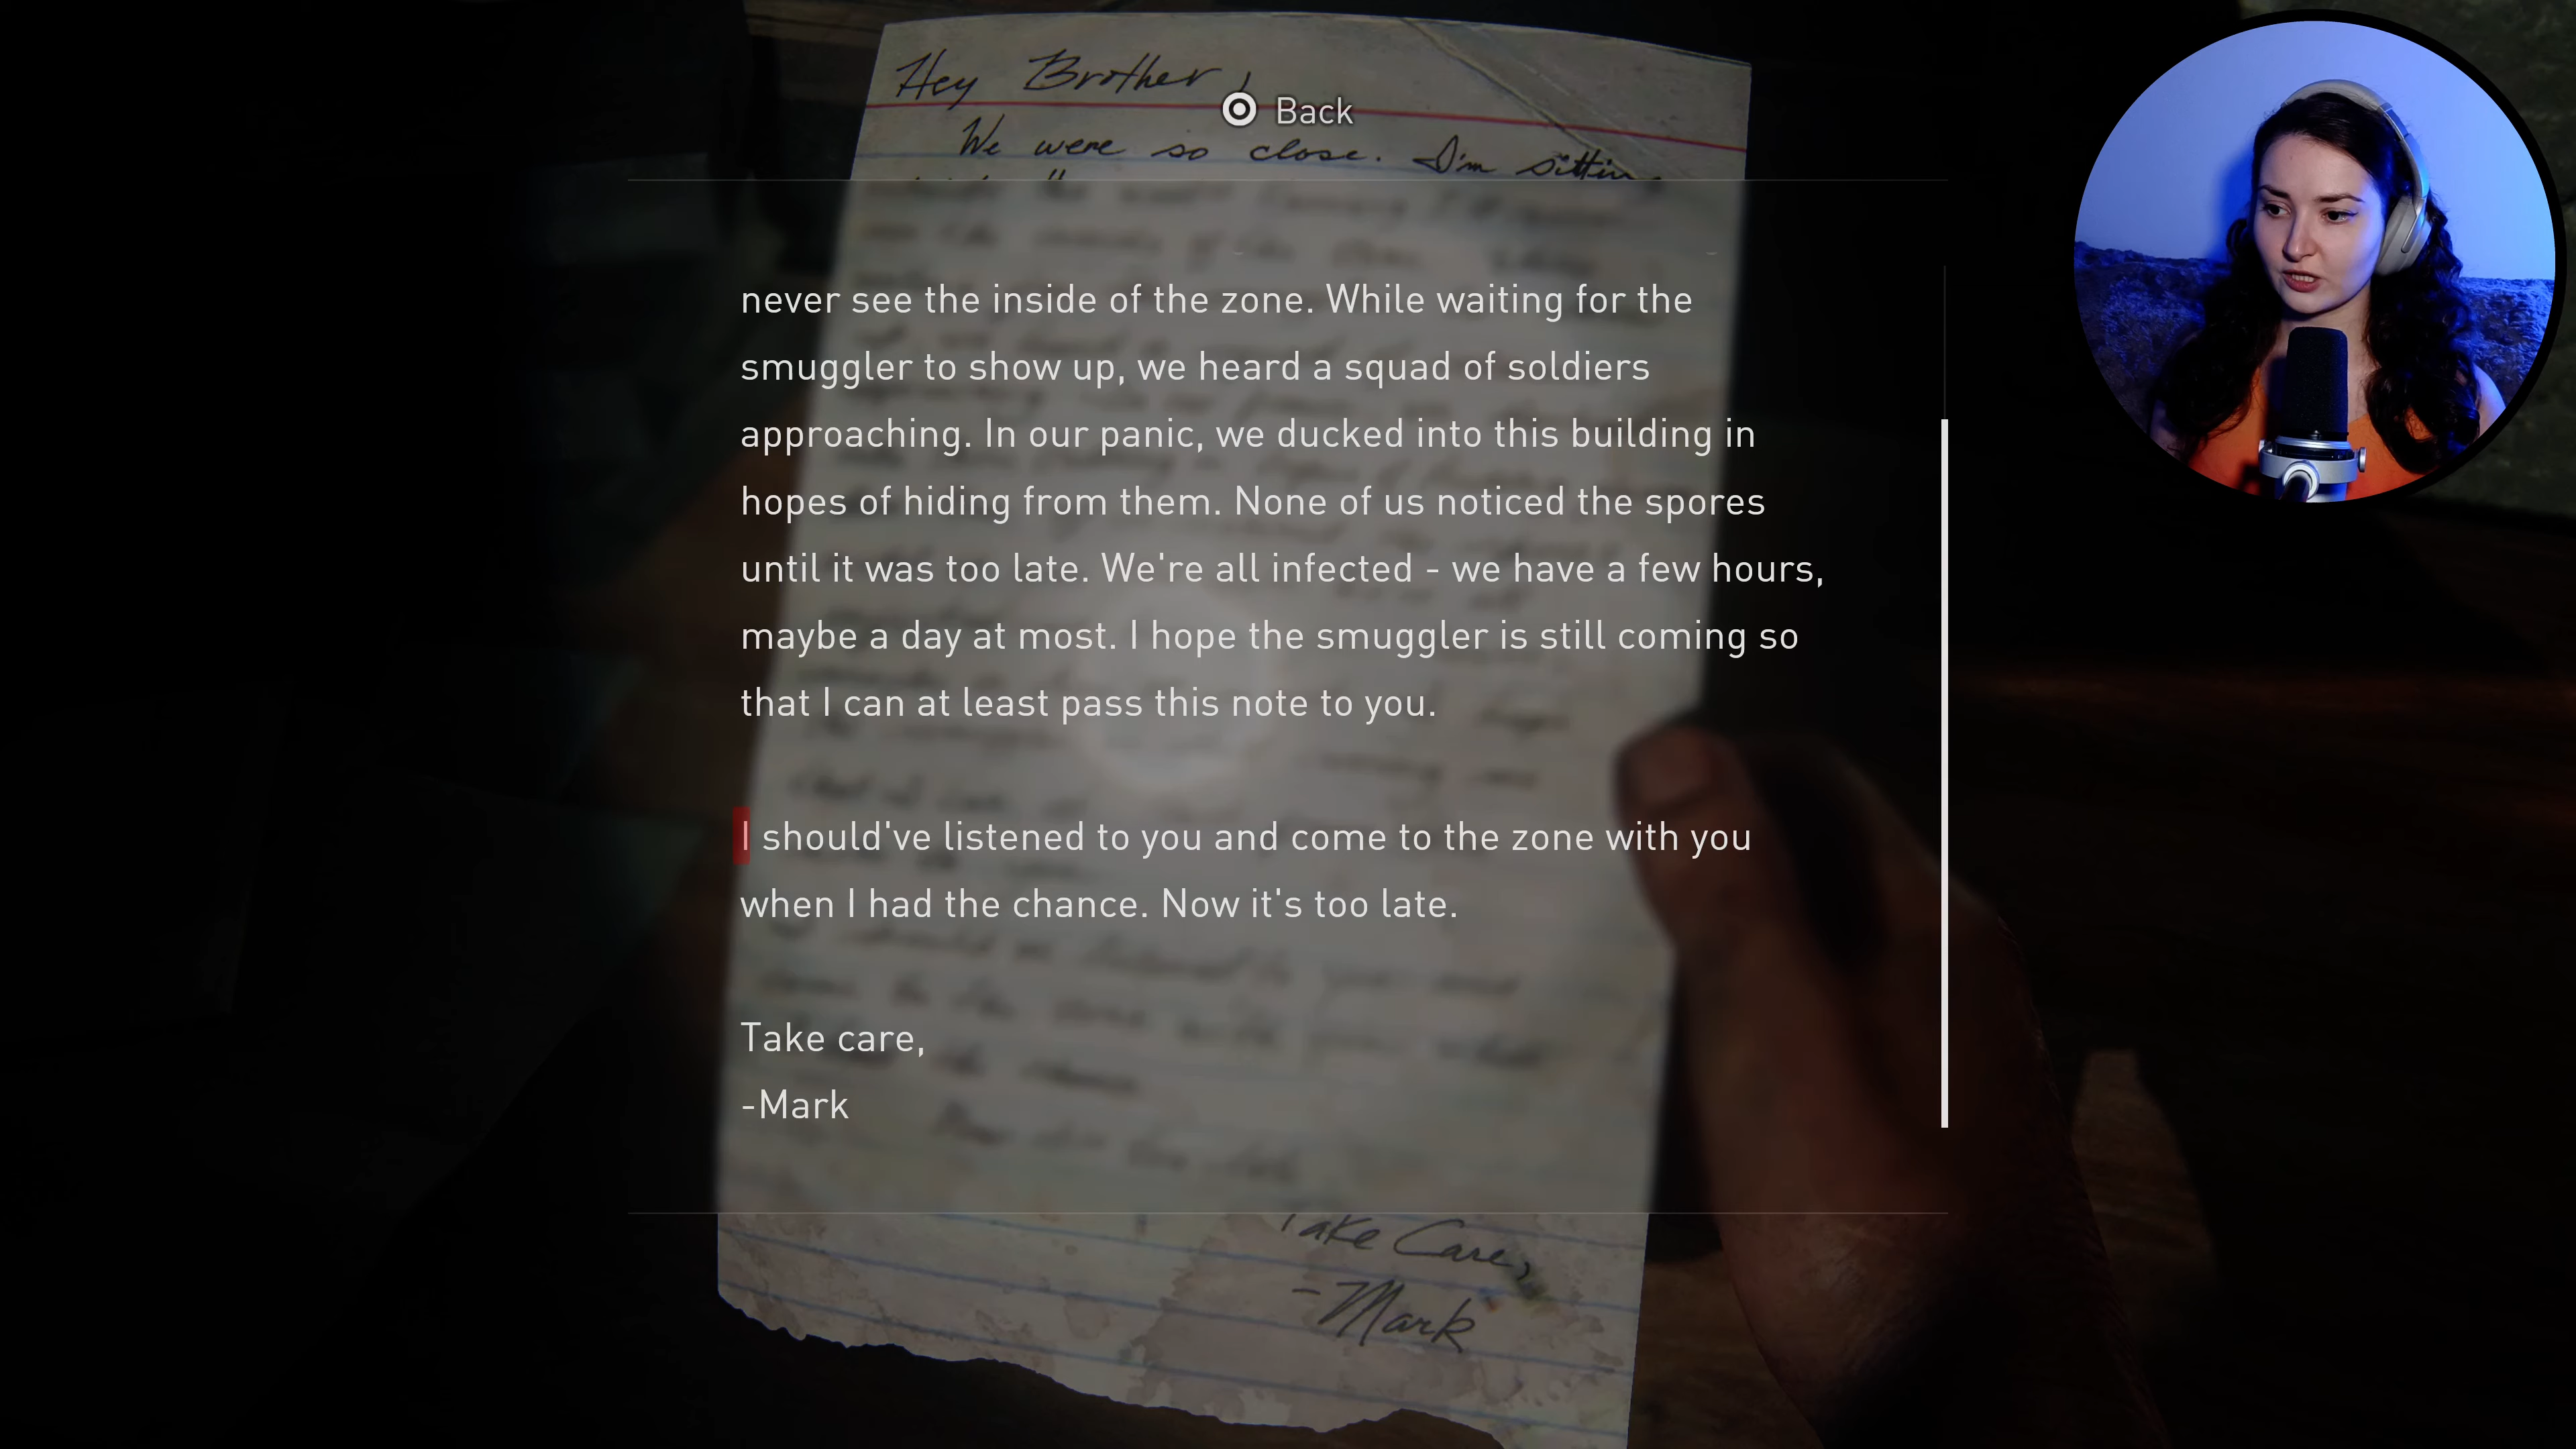 Hey Brother,
Back
We were so close. I'm sitting
never see the inside of the zone. While waiting for the
smuggler to show up, we heard a squad of soldiers
approaching. In our panic, we ducked into this building in
hopes of hiding from them. None of us noticed the spores
until it was too late. We're all infected - we have a few hours,
maybe a day at most. I hope the smuggler is still coming so
that I can at least pass this note to you.
I should've listened to you and come to the zone with you
when I had the chance. Now it's too late.
Take care,
-Mark
Take Care,
-Mark